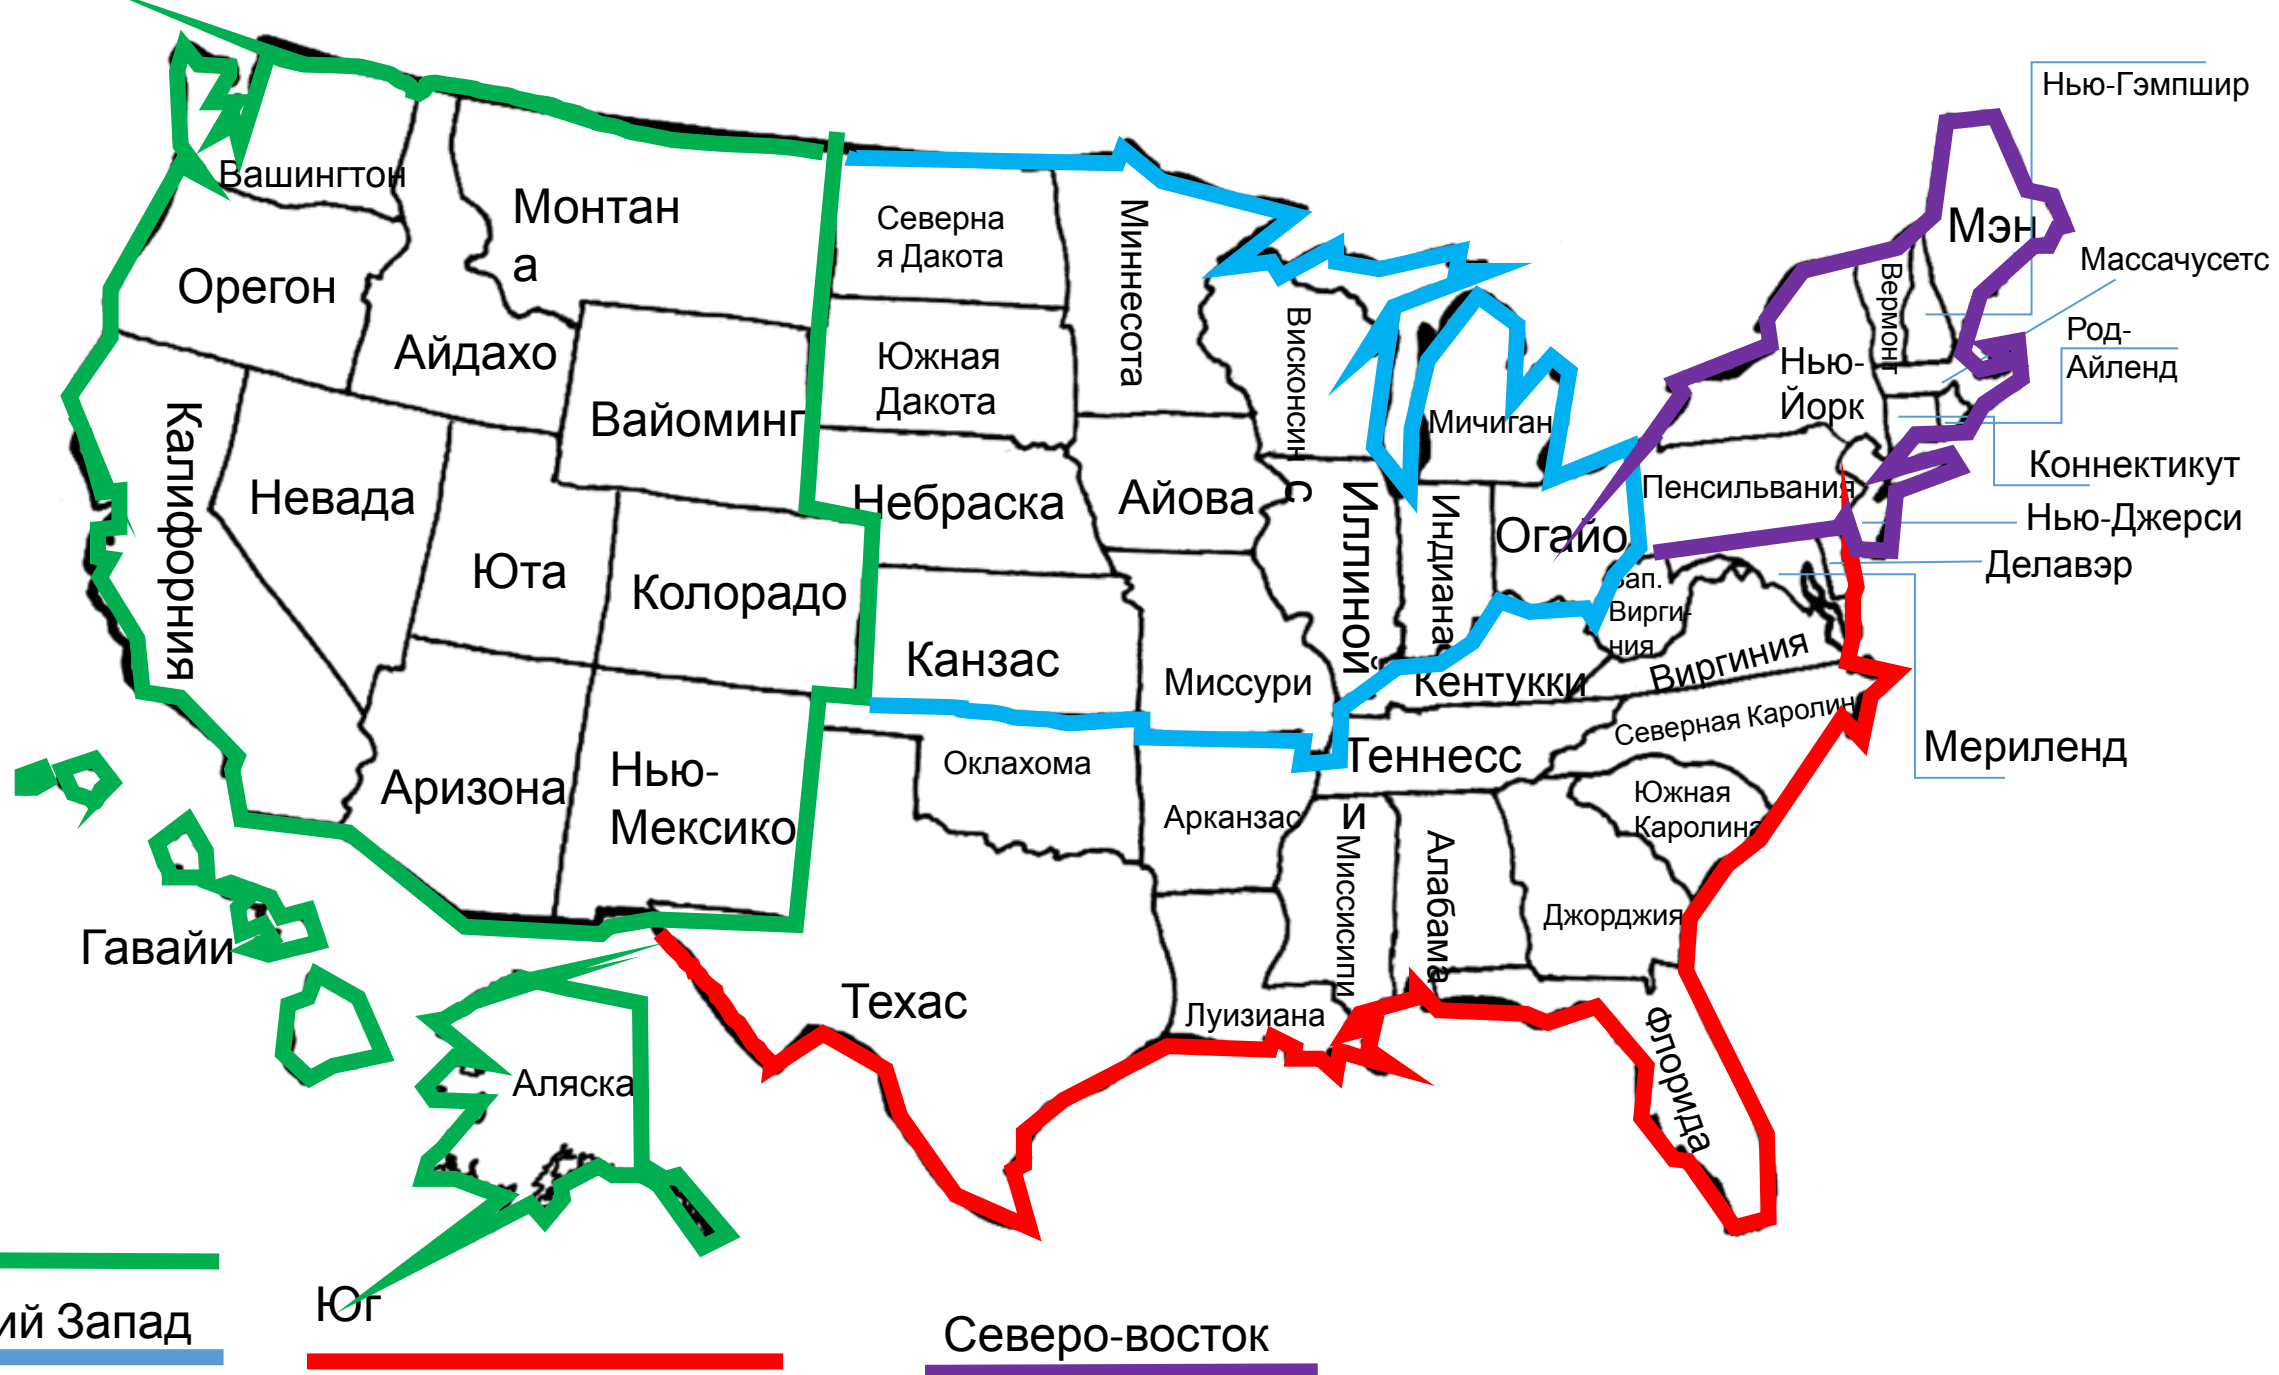 Нью-Гэмпшир
Вашингтон
Монтан
а
Северна
я Дакота
Миннесота
Мэн
Массачусетс
Орегон
Вермонт
Айдахо
Южная
Дакота
Висконсин
Нью-
Йорк
Род-
Айленд
Вайоминг
Мичиган
Калифорния
Невада
Небраска
Айова
с
Иллиной
Индиана
Огайо
Пенсильвания
Коннектикут
Нью-Джерси
Делавэр
Юта
Колорадо
Зап.
Вирги-
ния
Канзас
Миссури
Кентукки
Виргиния
Северная Каролин
Мериленд
Аризона
Нью-
Мексико
Оклахома
Арканзас
Теннесс
и
Миссисипи
Алабама
Южная
Каролина
Джорджия
Гавайи
Техас
Луизиана
Флорида
Аляска
ий Запад
Юг
Северо-восток